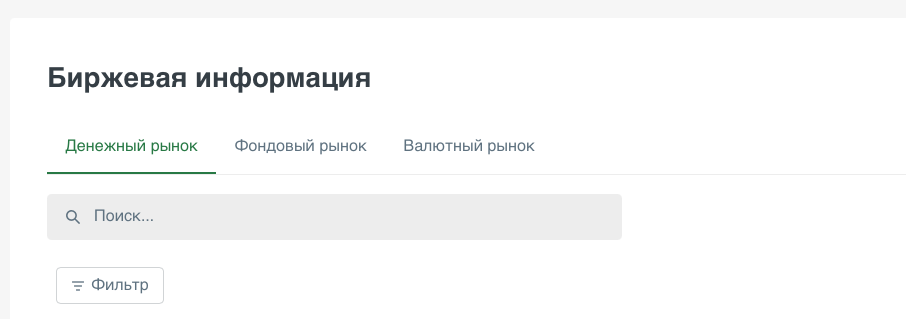 Биржевая информация
Денежный рынок Фондовый рынок Валютный рынок
Поиск...
Фильтр